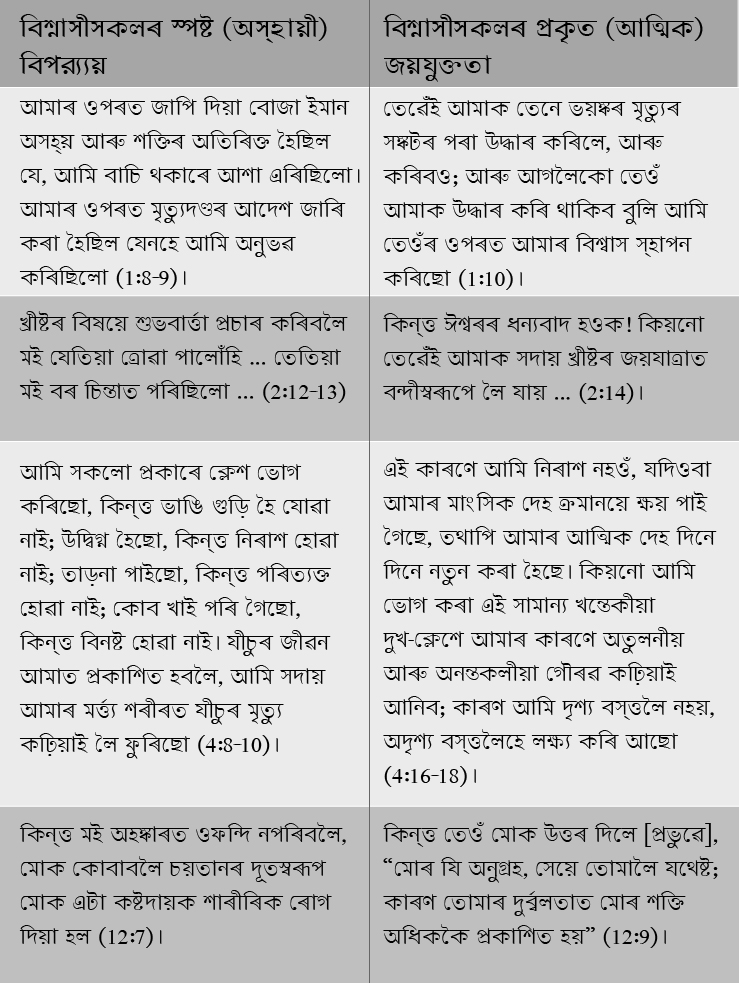 বিশ্বাসীসকলৰ স্পষ্ট (অস্হায়ী)
বিপৰ্য্যয়
বিশ্বাসীসকলৰ প্ৰকৃত (আত্মিক)
জয়যুক্ততা
আমাৰ ওপৰত জাপি দিয়া বোজা ইমান
অসহ্য় আৰু শক্তিৰ অতিৰিক্ত হৈছিল
যে, আমি বাচি থকাৰে আশা এৰিছিলো।
আমাৰ ওপৰত মৃত্যুদণ্ডৰ আদেশ জাৰি
কৰা হৈছিল যেনহে আমি অনুভৱ
কৰিছিলো (1:8-9)।
তেৱেঁই আমাক তেনে ভয়ঙ্কৰ মৃত্যুৰ
সঙ্কটৰ পৰা উদ্ধাৰ কৰিলে, আৰু
কৰিবও; আৰু আগলৈকো তেওঁ
আমাক উদ্ধাৰ কৰি থাকিব বুলি আমি
তেওঁৰ ওপৰত আমাৰ বিশ্বাস স্হাপন
কৰিছো (1:10)।
খ্ৰীষ্টৰ বিষয়ে শুভবাৰ্ত্তা প্ৰচাৰ কৰিবলৈ
মই যেতিয়া ত্ৰোৱা পালোঁহি ... তেতিয়া
মই বৰ চিন্তাত পৰিছিলো ... (2:12-13)
কিন্ত্ত ঈশ্বৰৰ ধন্যবাদ হওক! কিয়নো
তেৱেঁই আমাক সদায় খ্ৰীষ্টৰ জয়যাত্ৰাত
বন্দীস্বৰূপে লৈ যায় ... (2:14)।
আমি সকলো প্ৰকাৰে ক্লেশ ভোগ
কৰিছো, কিন্ত্ত ভাঙি গুড়ি হৈ যোৱা
নাই; উদ্বিগ্ন হৈছো, কিন্ত্ত নিৰাশ হোৱা
নাই; তাড়না পাইছো, কিন্ত্ত পৰিত্যক্ত
হোৱা নাই; কোব খাই পৰি গৈছো,
কিন্ত্ত বিনষ্ট হোৱা নাই। যীচুৰ জীৱন
আমাত প্ৰকাশিত হবলৈ, আমি সদায়
আমাৰ মৰ্ত্ত্য শৰীৰত যীচুৰ মৃত্যু
কঢ়িয়াই লৈ ফুৰিছো (4:8-10)।
এই কাৰণে আমি নিৰাশ নহওঁ, যদিওবা
আমাৰ মাংসিক দেহ ক্ৰমানয়ে ক্ষয় পাই
গৈছে, তথাপি আমাৰ আত্মিক দেহ দিনে
দিনে নতুন কৰা হৈছে। কিয়নো আমি
ভোগ কৰা এই সামান্য খন্তেকীয়া
দুখ-ক্লেশে আমাৰ কাৰণে অতুলনীয়
আৰু অনন্তকলীয়া গৌৰৱ কঢ়িয়াই
আনিব; কাৰণ আমি দৃশ্য বস্ত্তলৈ নহয়,
অদৃশ্য বস্ত্তলৈহে লক্ষ্য কৰি আছো
(4:16-18)।
কিন্ত্ত মই অহঙ্কাৰত ওফন্দি নপৰিবলৈ,
মোক কোবাবলৈ চয়তানৰ দূতস্বৰূপ
মোক এটা কষ্টদায়ক শাৰীৰিক ৰোগ
দিয়া হল (12:7)।
কিন্ত্ত তেওঁ মোক উত্তৰ দিলে [প্ৰভুৱে],
“মোৰ যি অনুগ্ৰহ, সেয়ে তোমালৈ যথেষ্ট;
কাৰণ তোমাৰ দুৰ্ব্বলতাত মোৰ শক্তি
অধিককৈ প্ৰকাশিত হয়” (12:9)।